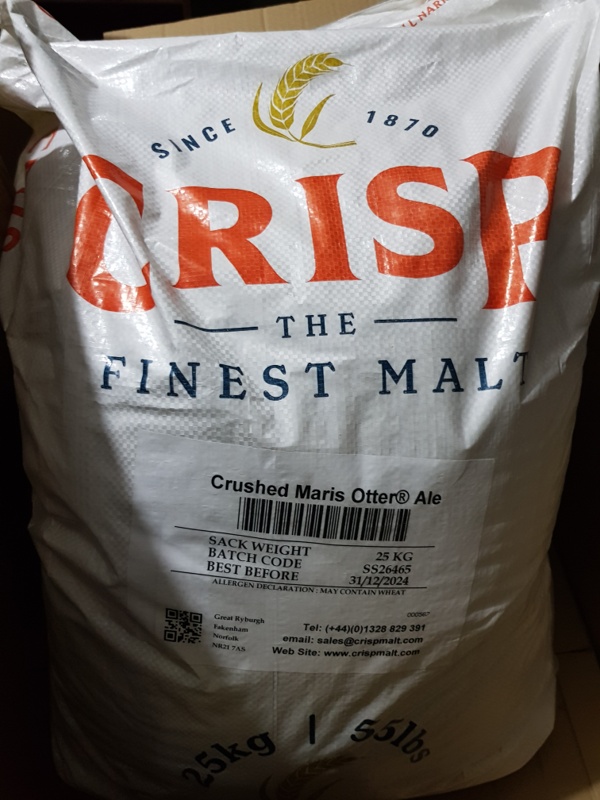 SINCE 1870
CRISP
THE
FINEST MALT
Crushed Maris Otter® Ale
SACK WEIGHT 25 KG
BATCH CODE SS26465
BEST BEFORE 31/12/2024
ALLERGEN DECLARATION : MAY CONTAIN WHEAT
Great Ryburgh
Fakenham
Norfolk
NR21 7AS
Tel: (+44)(0)1328 829 391
email: sales@crispmalt.com
Web Site: www.crispmalt.com
25kg | 55lbs